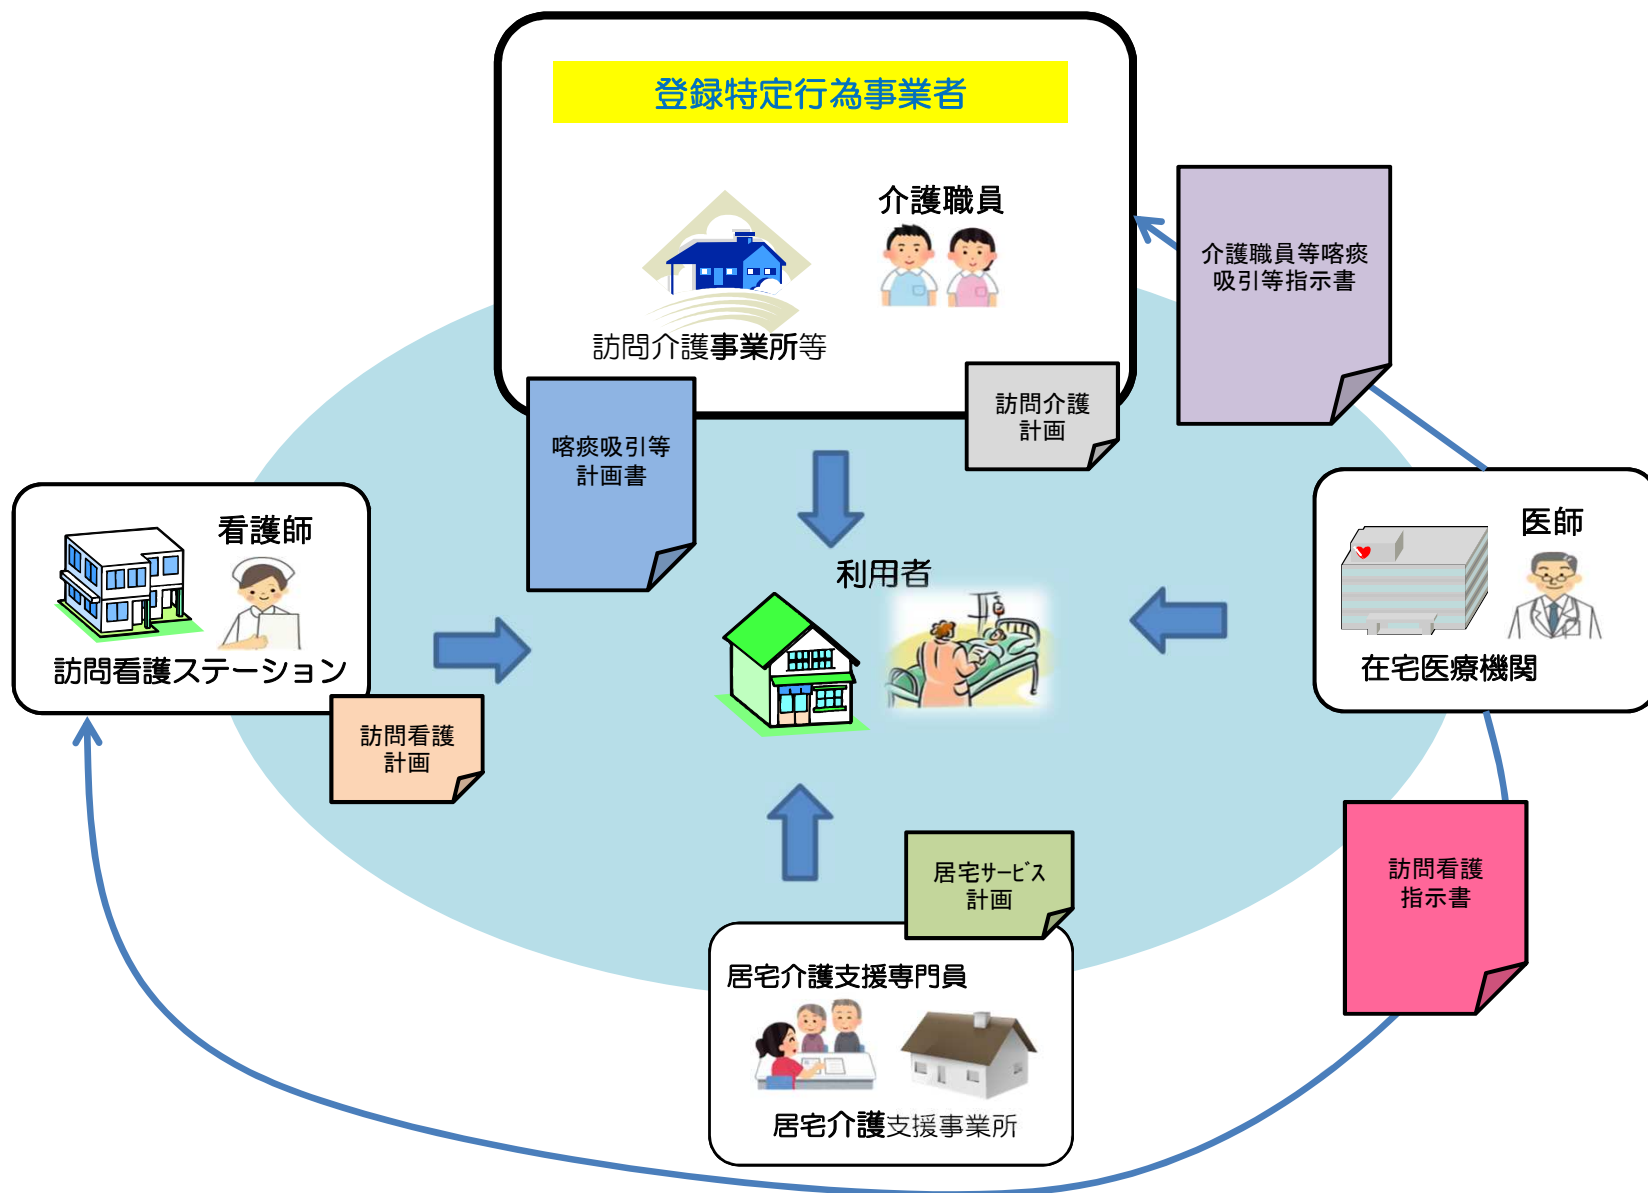 登録特定行為事業者
介護職員
訪問介護事業所等
介護職員等喀痰
吸引等指示書
喀痰吸引等
計画書
訪問介護
計画
看護師
訪問看護ステーション
訪問看護
計画
利用者
医師
在宅医療機関
訪問看護
指示書
居宅ｻｰﾋﾞｽ
計画
居宅介護支援専門員
居宅介護支援事業所